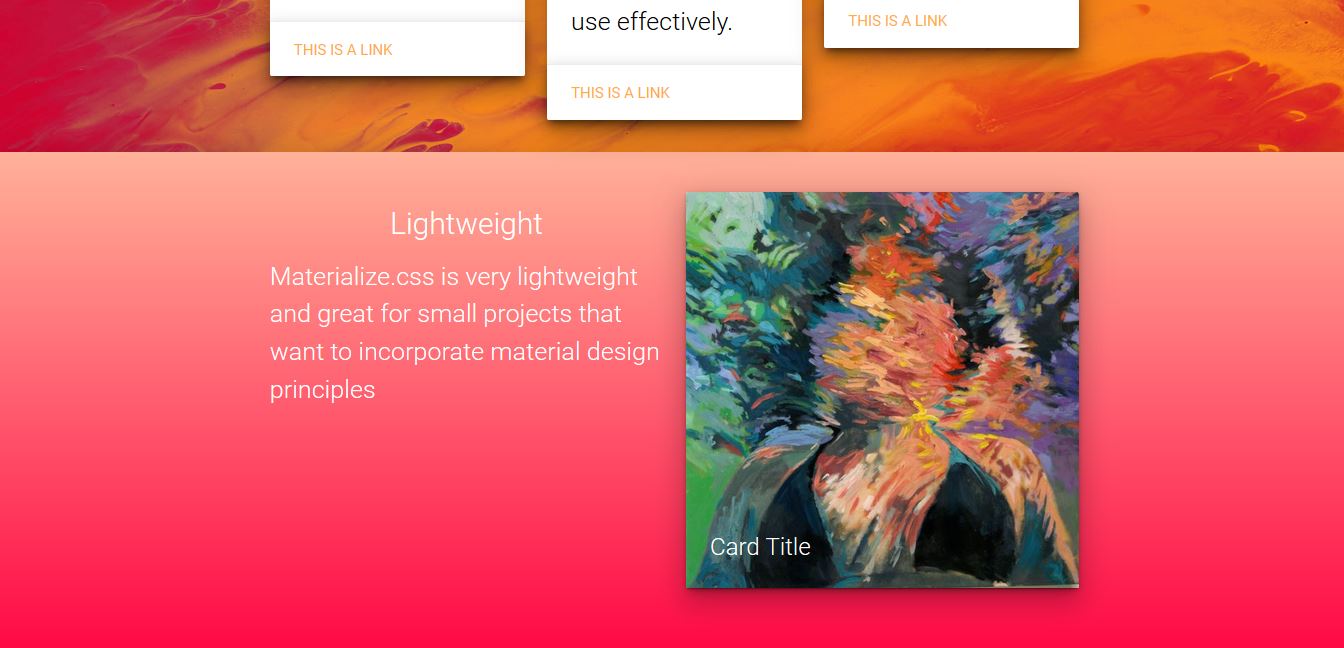 use effectively.
THIS IS A LINK
THIS IS A LINK
THIS IS A LINK
Lightweight
Materialize.css is very lightweight
and great for small projects that
want to incorporate material design
principles
Card Title